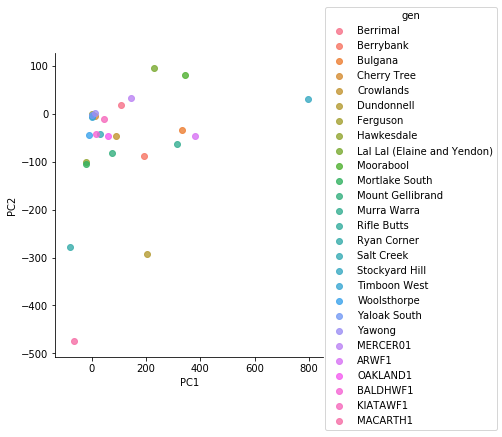 gen
Berrimal
Berrybank
Bulgana
Cherry Tree
Crowlands
Dundonnell
Ferguson
Hawkesdale
Lal Lal (Elaine and Yendon)
Moorabool
Mortlake South
Mount Gellibrand
Murra Warra
Rifle Butts
Ryan Corner
Salt Creek
Stockyard Hill
Timboon West
Woolsthorpe
Yaloak South
Yawong
MERCER01
ARWF1
OAKLAND1
BALDHWF1
KIATAWF1
MACARTH1
100
0
−100
−200
−300
−400
−500
PC2
0 200 400 600 800
PC1